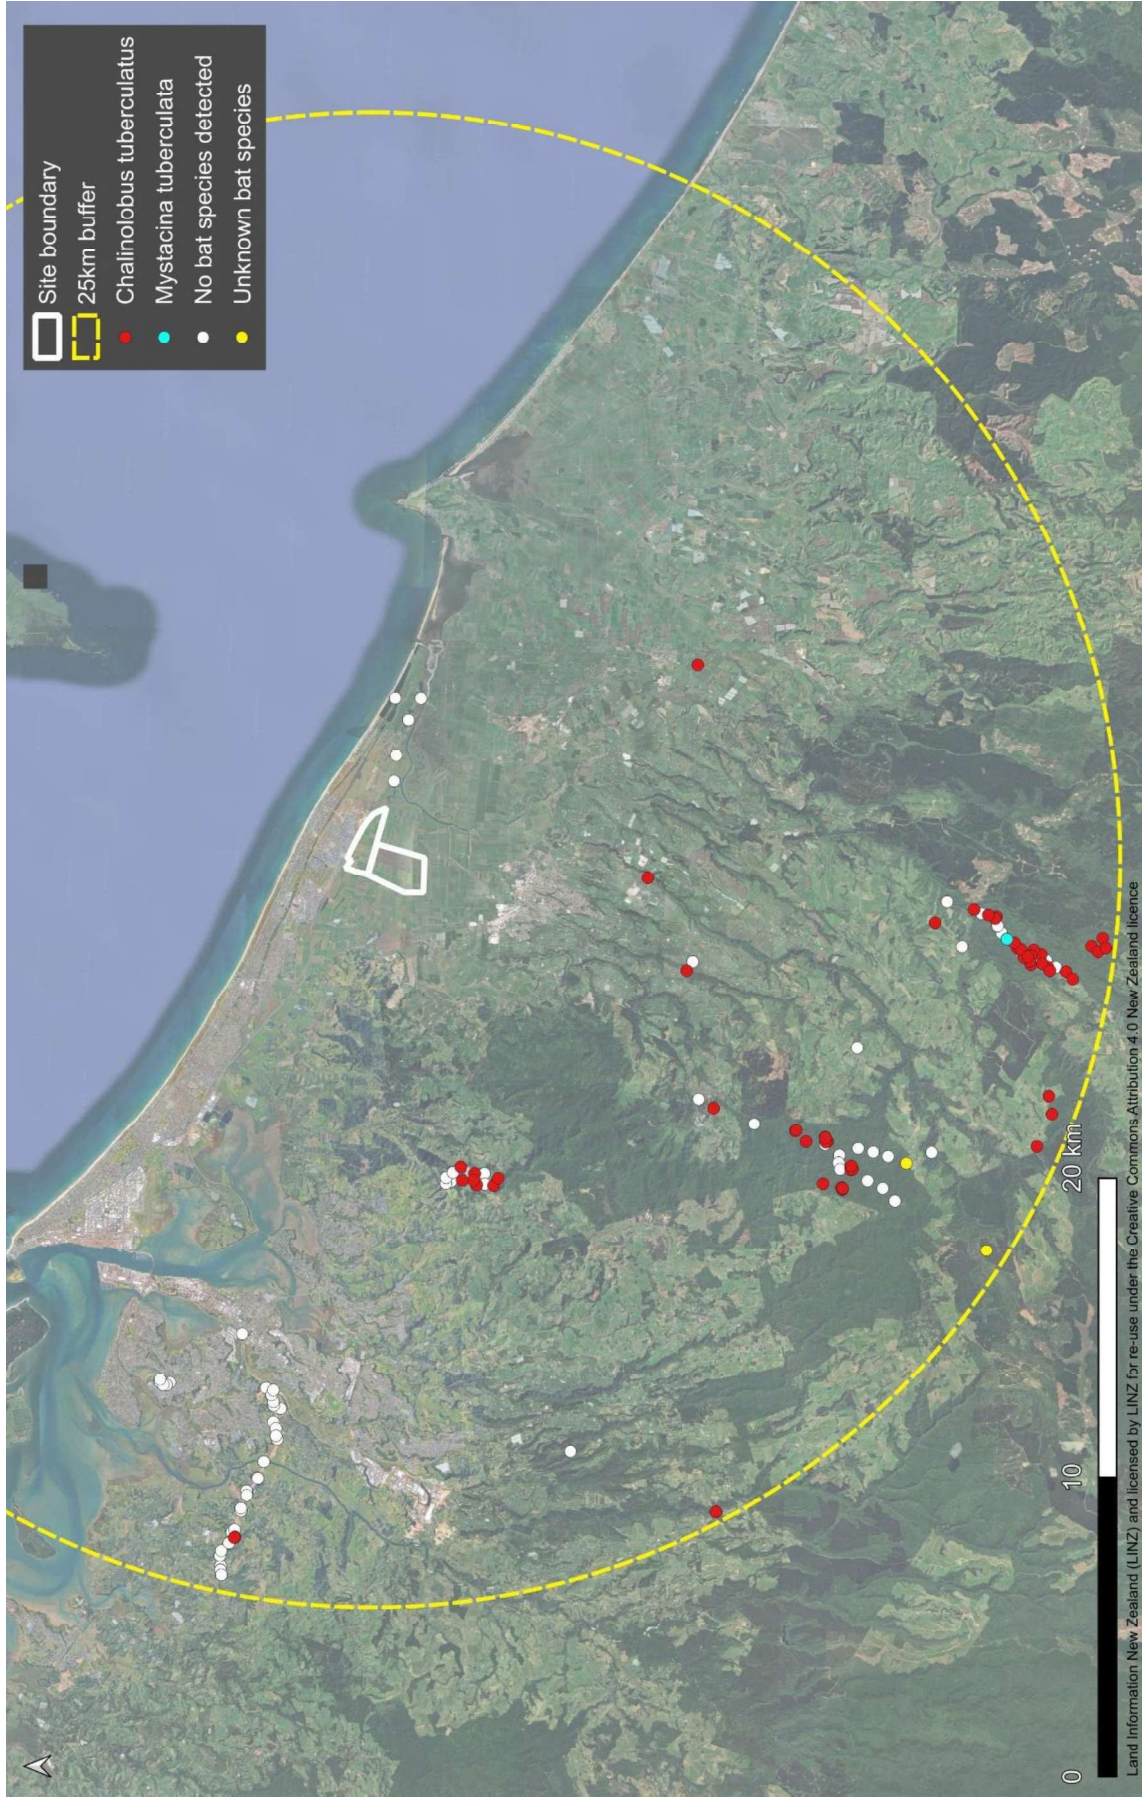 Site boundary
25km buffer
Chalinolobus tuberculatus
Mystacina tuberculata
No bat species detected
Unknown bat species
0 10 20 km
Land Information New Zealand (LINZ) and licensed by LINZ for re-use under the Creative Commons Attribution 4.0 New Zealand licence